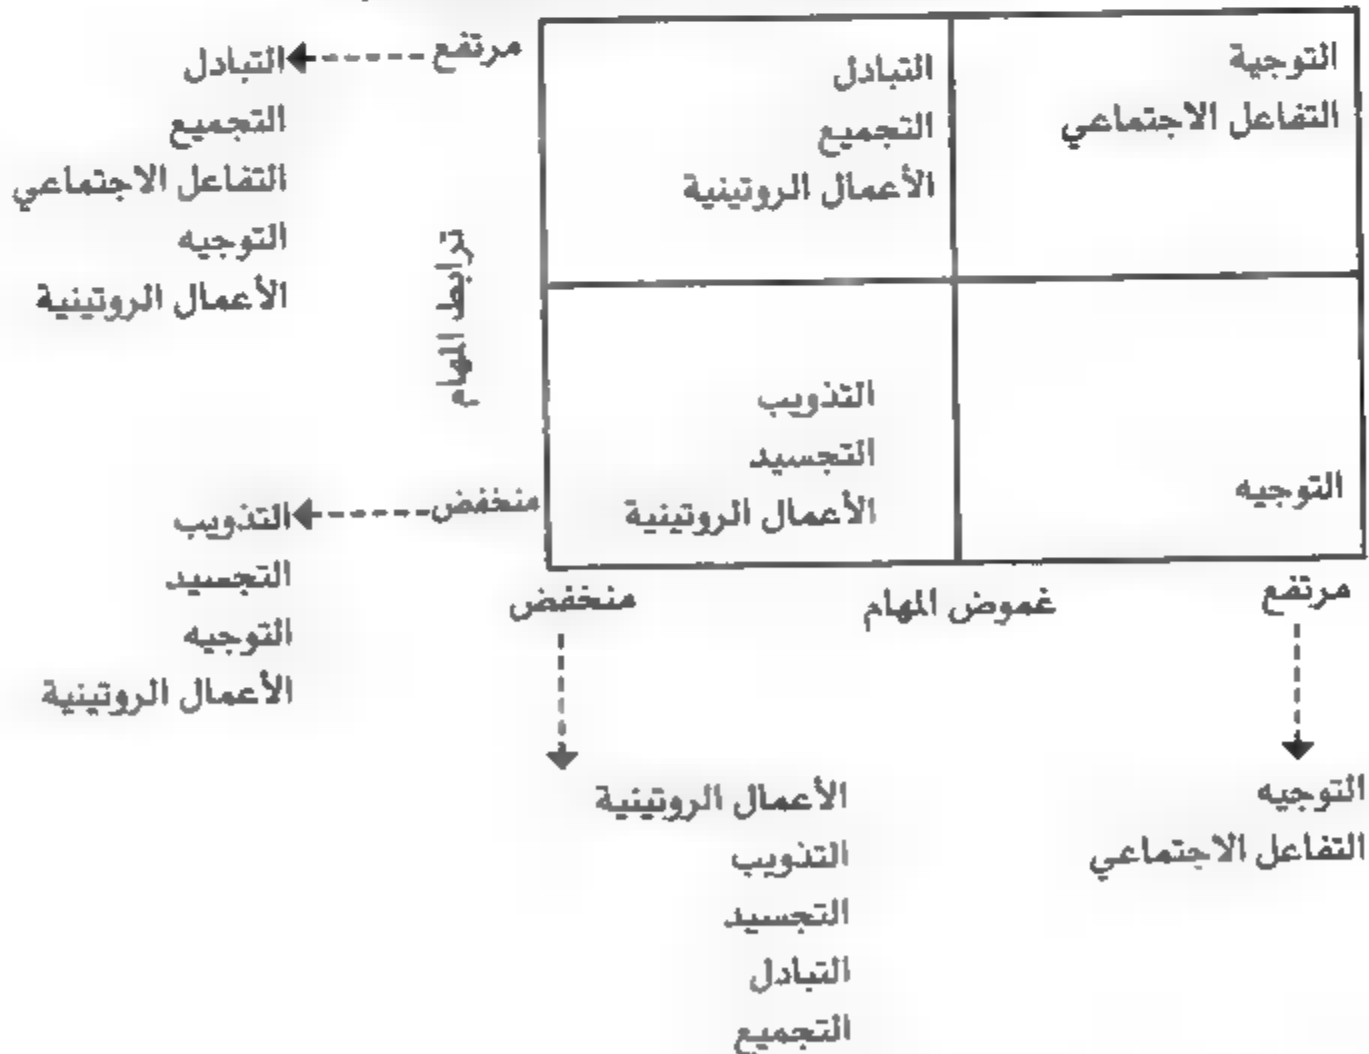 التوجية
التفاعل الاجتماعي
التبادل
التجميع
الأعمال الروتينية
مرتفع
التبادل
التجميع
التفاعل الاجتماعي
التوجيه
الأعمال الروتينية
ترابط المهام
التوجيه
التذويب
التجسيد
الأعمال الروتينية
منخفض
التذويب
التجسيد
التوجيه
الأعمال الروتينية
مرتفع
غموض المهام
منخفض
التوجيه
التفاعل الاجتماعي
الأعمال الروتينية
التذويب
التجسيد
التبادل
التجميع